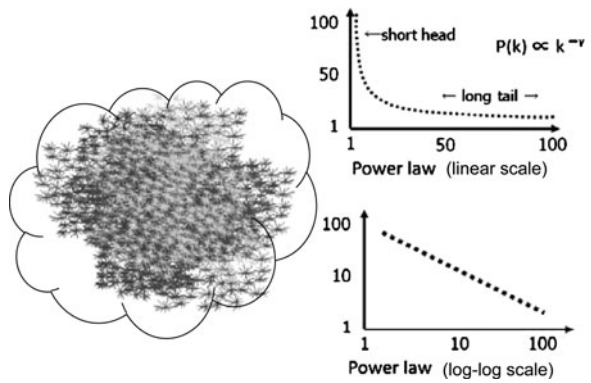 100
←short head
P(k) ∝ k⁻ᵞ
50
← long tail →
1
1 50 100
Power law (linear scale)
100
10
1
1 10 100
Power law (log-log scale)